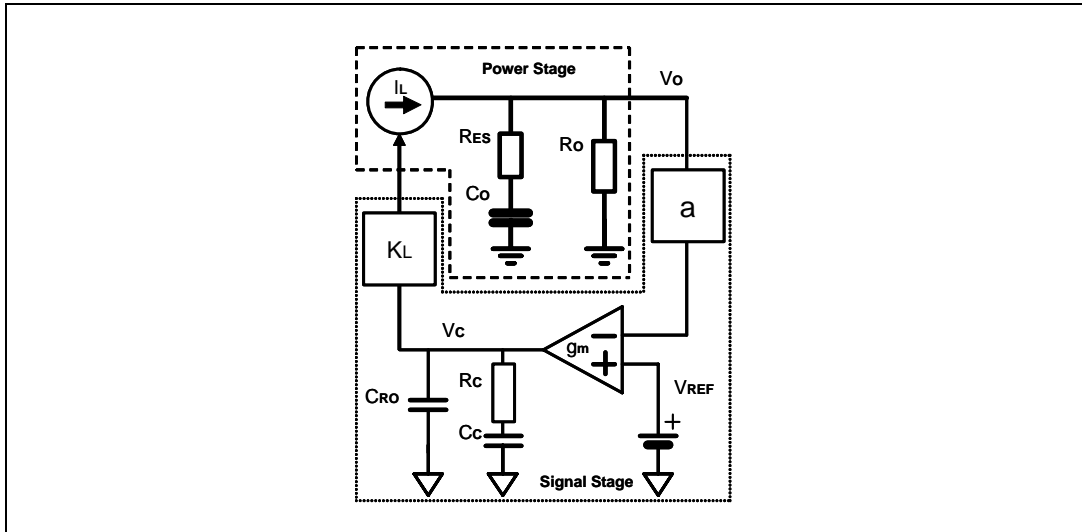 Power Stage
Vo
IL
RES
Ro
Co
a
KL
Vc
gm
Rc
VREF
CRO
Cc
Signal Stage